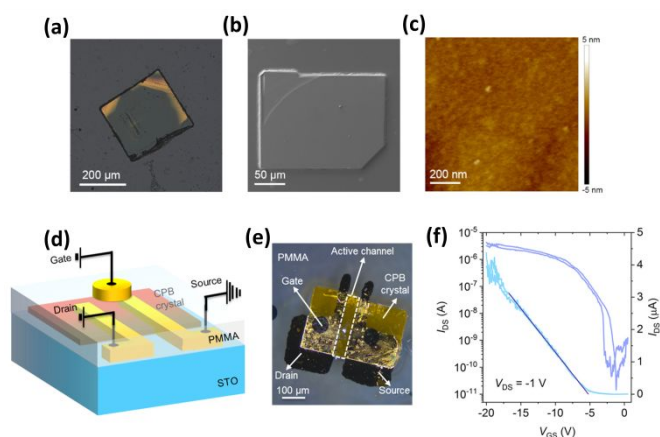 (a)
200 μm
(b)
50 μm
(c)
200 nm
5 nm
-5 nm
(d)
Gate
Drain
CPB
crystal
Source
PMMA
STO
(e)
Active channel
PMMA
Gate
CPB
crystal
Drain
Source
100 μm
(f)
10⁻⁵
10⁻⁶
10⁻⁷
10⁻⁸
10⁻⁹
10⁻¹⁰
10⁻¹¹
I_DS (A)
V_DS = -1 V
-20 -15 -10 -5 0
V_GS (V)
5
4
3
2
1
0
I_DS (μA)